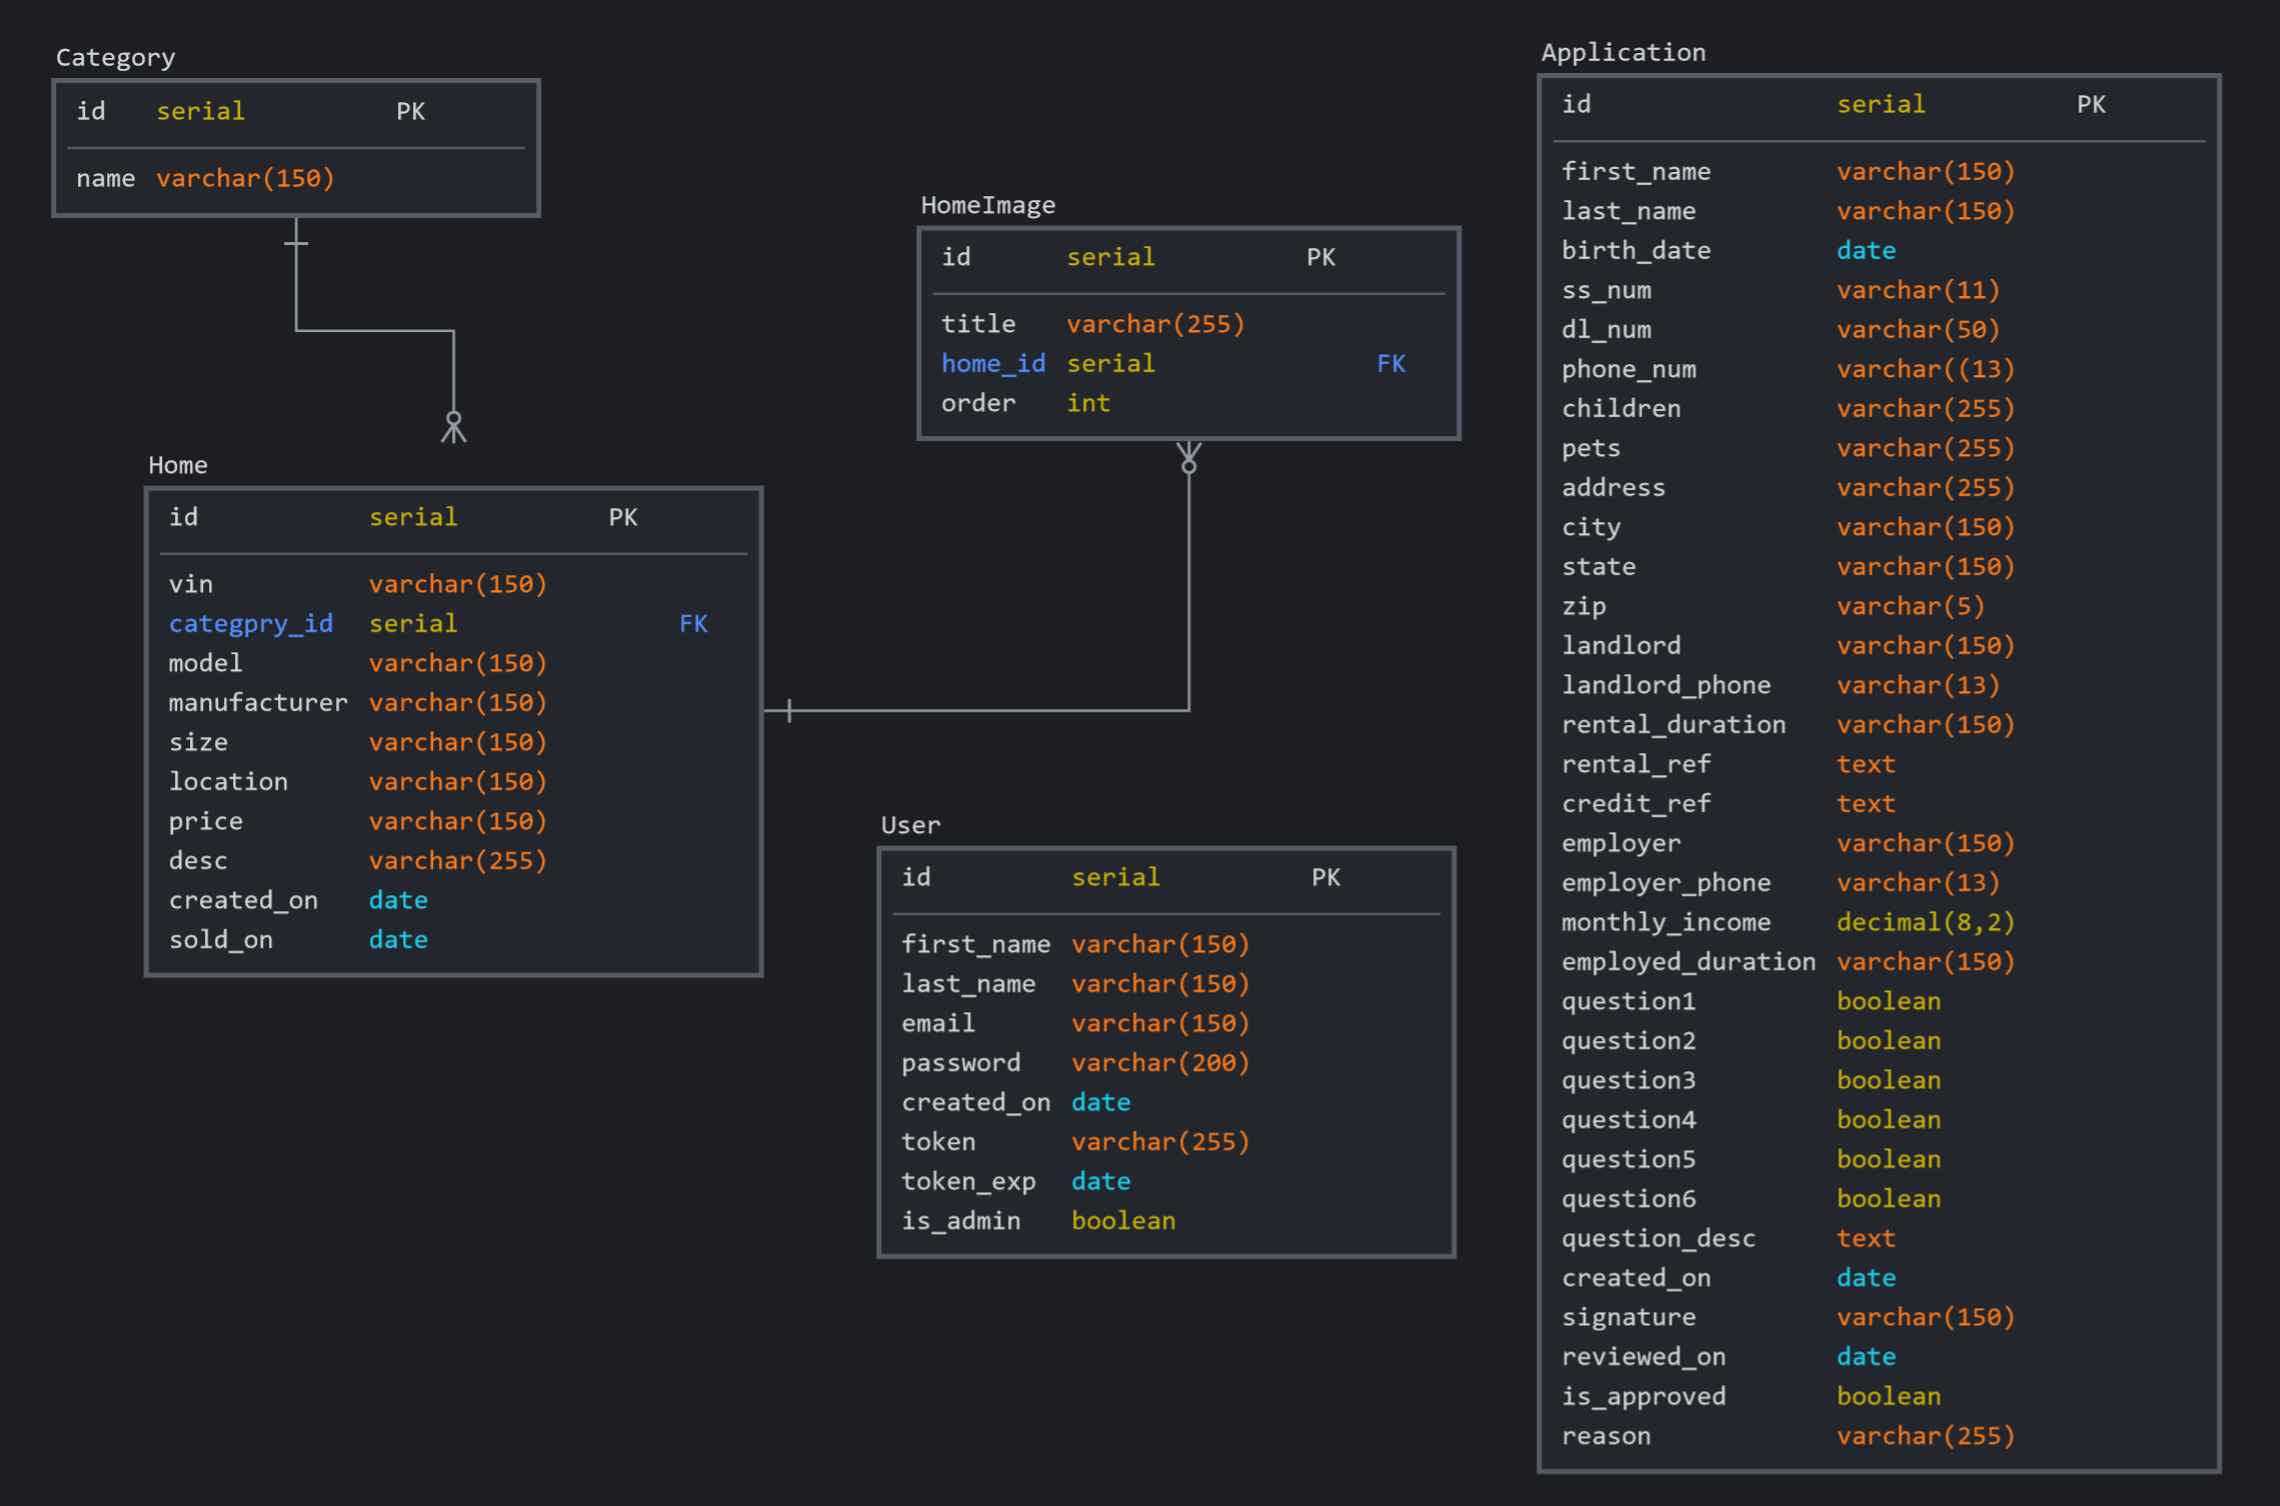 Category
id serial PK
name varchar(150)
HomeImage
id serial PK
title varchar(255)
home_id serial FK
order int
Home
id serial PK
vin varchar(150)
categpry_id serial FK
model varchar(150)
manufacturer varchar(150)
size varchar(150)
location varchar(150)
price varchar(150)
desc varchar(255)
created_on date
sold_on date
User
id serial PK
first_name varchar(150)
last_name varchar(150)
email varchar(150)
password varchar(200)
created_on date
token varchar(255)
token_exp date
is_admin boolean
Application
id serial PK
first_name varchar(150)
last_name varchar(150)
birth_date date
ss_num varchar(11)
dl_num varchar(50)
phone_num varchar((13)
children varchar(255)
pets varchar(255)
address varchar(255)
city varchar(150)
state varchar(150)
zip varchar(5)
landlord varchar(150)
landlord_phone varchar(13)
rental_duration varchar(150)
rental_ref text
credit_ref text
employer varchar(150)
employer_phone varchar(13)
monthly_income decimal(8,2)
employed_duration varchar(150)
question1 boolean
question2 boolean
question3 boolean
question4 boolean
question5 boolean
question6 boolean
question_desc text
created_on date
signature varchar(150)
reviewed_on date
is_approved boolean
reason varchar(255)